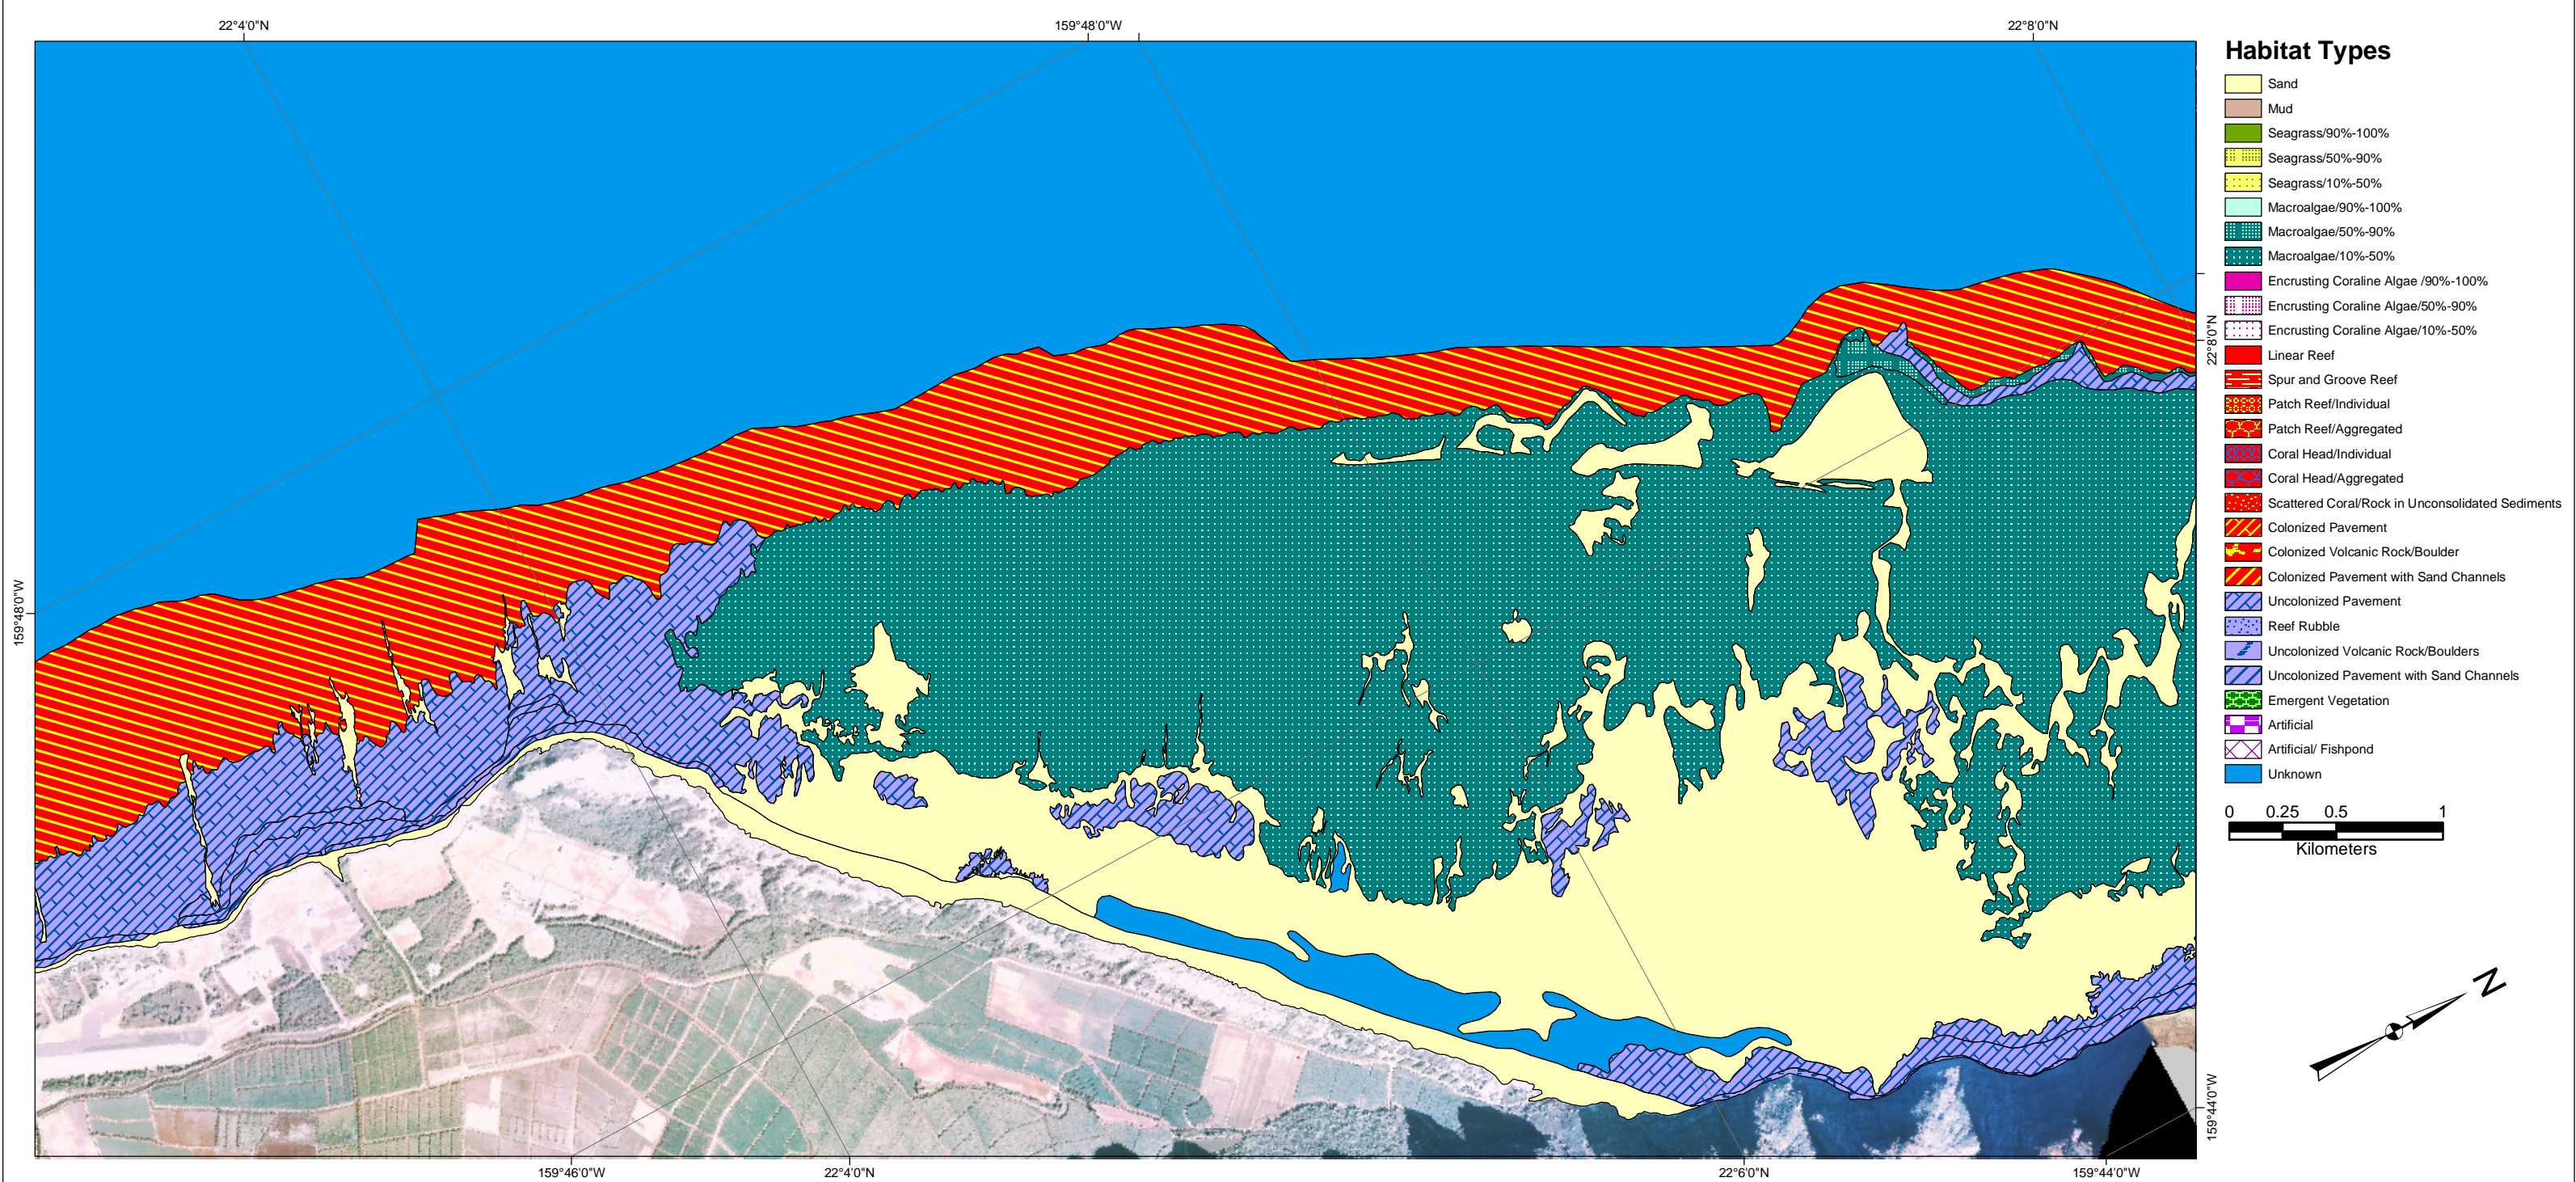 22°4'0"N
159°48'0"W
22°8'0"N
Habitat Types
Sand
Mud
Seagrass/90%-100%
Seagrass/50%-90%
Seagrass/10%-50%
Macroalgae/90%-100%
Macroalgae/50%-90%
Macroalgae/10%-50%
Encrusting Coraline Algae /90%-100%
Encrusting Coraline Algae/50%-90%
Encrusting Coraline Algae/10%-50%
Linear Reef
Spur and Groove Reef
Patch Reef/Individual
Patch Reef/Aggregated
Coral Head/Individual
Coral Head/Aggregated
Scattered Coral/Rock in Unconsolidated Sediments
Colonized Pavement
Colonized Volcanic Rock/Boulder
Colonized Pavement with Sand Channels
Uncolonized Pavement
Reef Rubble
Uncolonized Volcanic Rock/Boulders
Uncolonized Pavement with Sand Channels
Emergent Vegetation
Artificial
Artificial/ Fishpond
Unknown
0 0.25 0.5 1
Kilometers
N
22°8'0"N
159°48'0"W
159°44'0"W
159°46'0"W
22°4'0"N
22°6'0"N
159°44'0"W